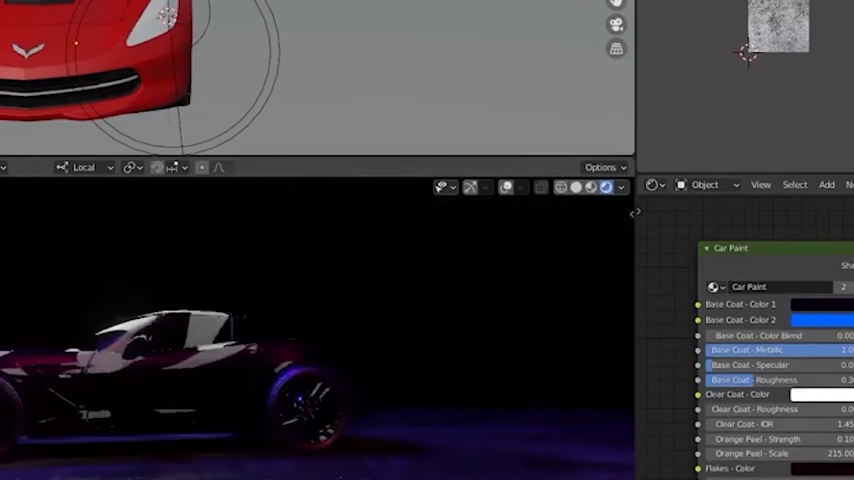 Local
Options
Object
View
Select
Add
Car Paint
Car Paint
2
Base Coat - Color 1
Base Coat - Color 2
Base Coat - Color Blend
Base Coat - Metallic
Base Coat - Specular
Base Coat - Roughness
Clear Coat - Color
Clear Coat - Roughness
Clear Coat - IOR 1.45
Orange Peel - Strength
Orange Peel - Scale
Flakes - Color